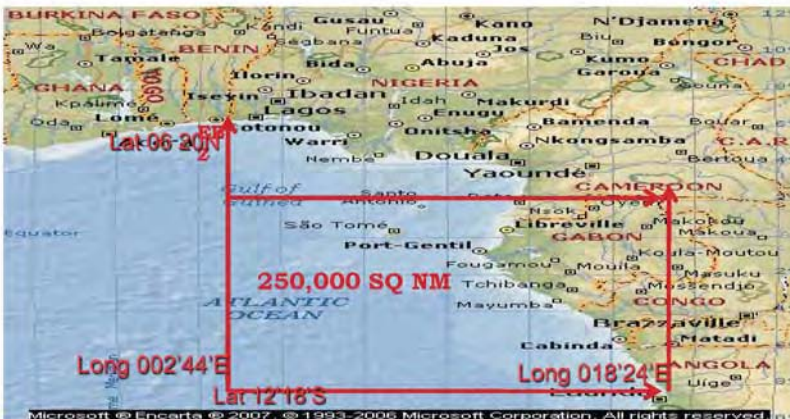 BURKINA FASO Gusau Kano N'Djamena
Bolgatanga Kandi Funtua Biu
Wa Segbana Kaduna Jos Kumo Bongor
Tamale BENIN Bida Abuja Garoua CHAD
GHANA TOGO Ilorin NIGERIA
Kpalimé Iseyin Ibadan Idah Makurdi
Oda Lomé Lagos Enugu Bamenda Bouar
Cotonou Onitsha Nkongsamba C.A.R
Lat 06 20
Warri Douala Bertoua
Nembe Yaoundé
Gulf of Guinea Santo Antonio Bata CAMEROON
Nsok Oyem
Equator São Tomé Libreville Makokou
Makoua
Port-Gentil GABON
Koula-Moutou
Fougamou Mouila Masuku
250,000 SQ NM Tchibanga Mossendjo
ATLANTIC OCEAN Mayumba CONGO
Brazzaville
Long 002'44'E Cabinda Matadi
Long 018'24'E ANGOLA
Lat 12'18'S Luanda Uíge
Microsoft ® Encarta ® 2007. © 1993-2006 Microsoft Corporation. All rights reserved.